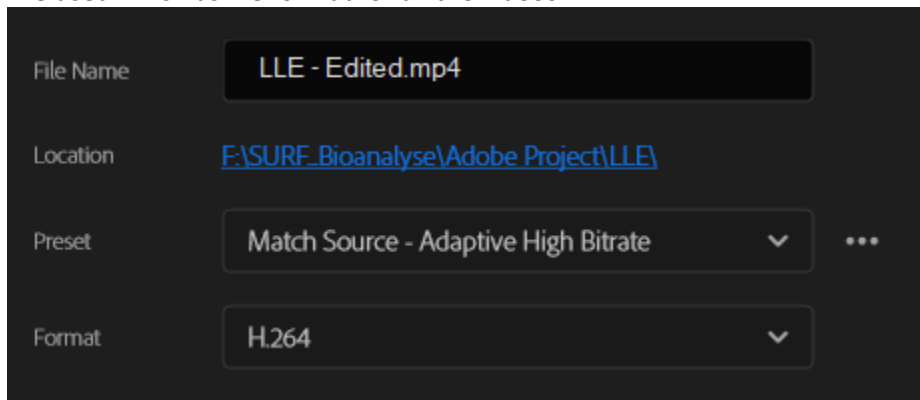 File Name LLE - Edited.mp4
Location F:\SURF_Bioanalyse\Adobe Project\LLE\
Preset Match Source - Adaptive High Bitrate
Format H.264